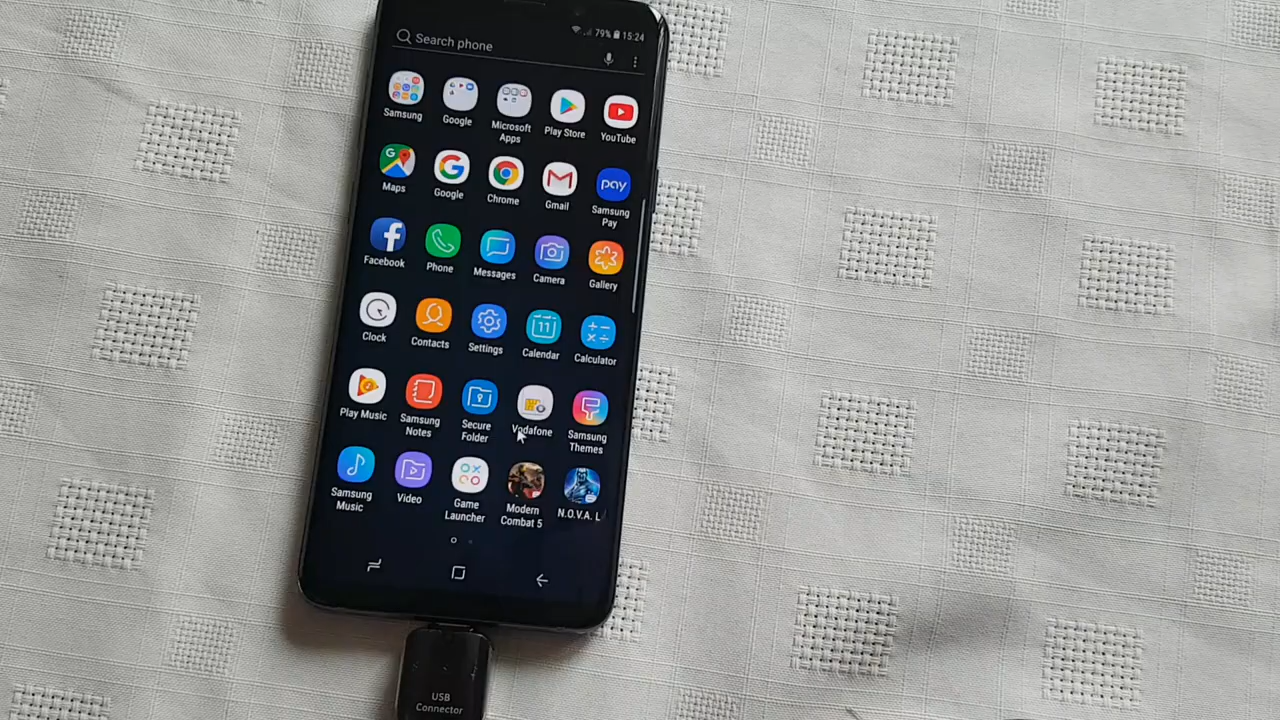 79% 15:24
Search phone
Samsung
Google
Microsoft
Apps
Play Store
YouTube
Maps
Google
Chrome
Gmail
pay
Samsung
Pay
Facebook
Phone
Messages
Camera
Gallery
Clock
Contacts
Settings
11
Calendar
Calculator
Play Music
Samsung
Notes
Secure
Folder
Vodafone
Samsung
Themes
Samsung
Music
Video
Game
Launcher
Modern
Combat 5
N.O.V.A. L
USB
Connector